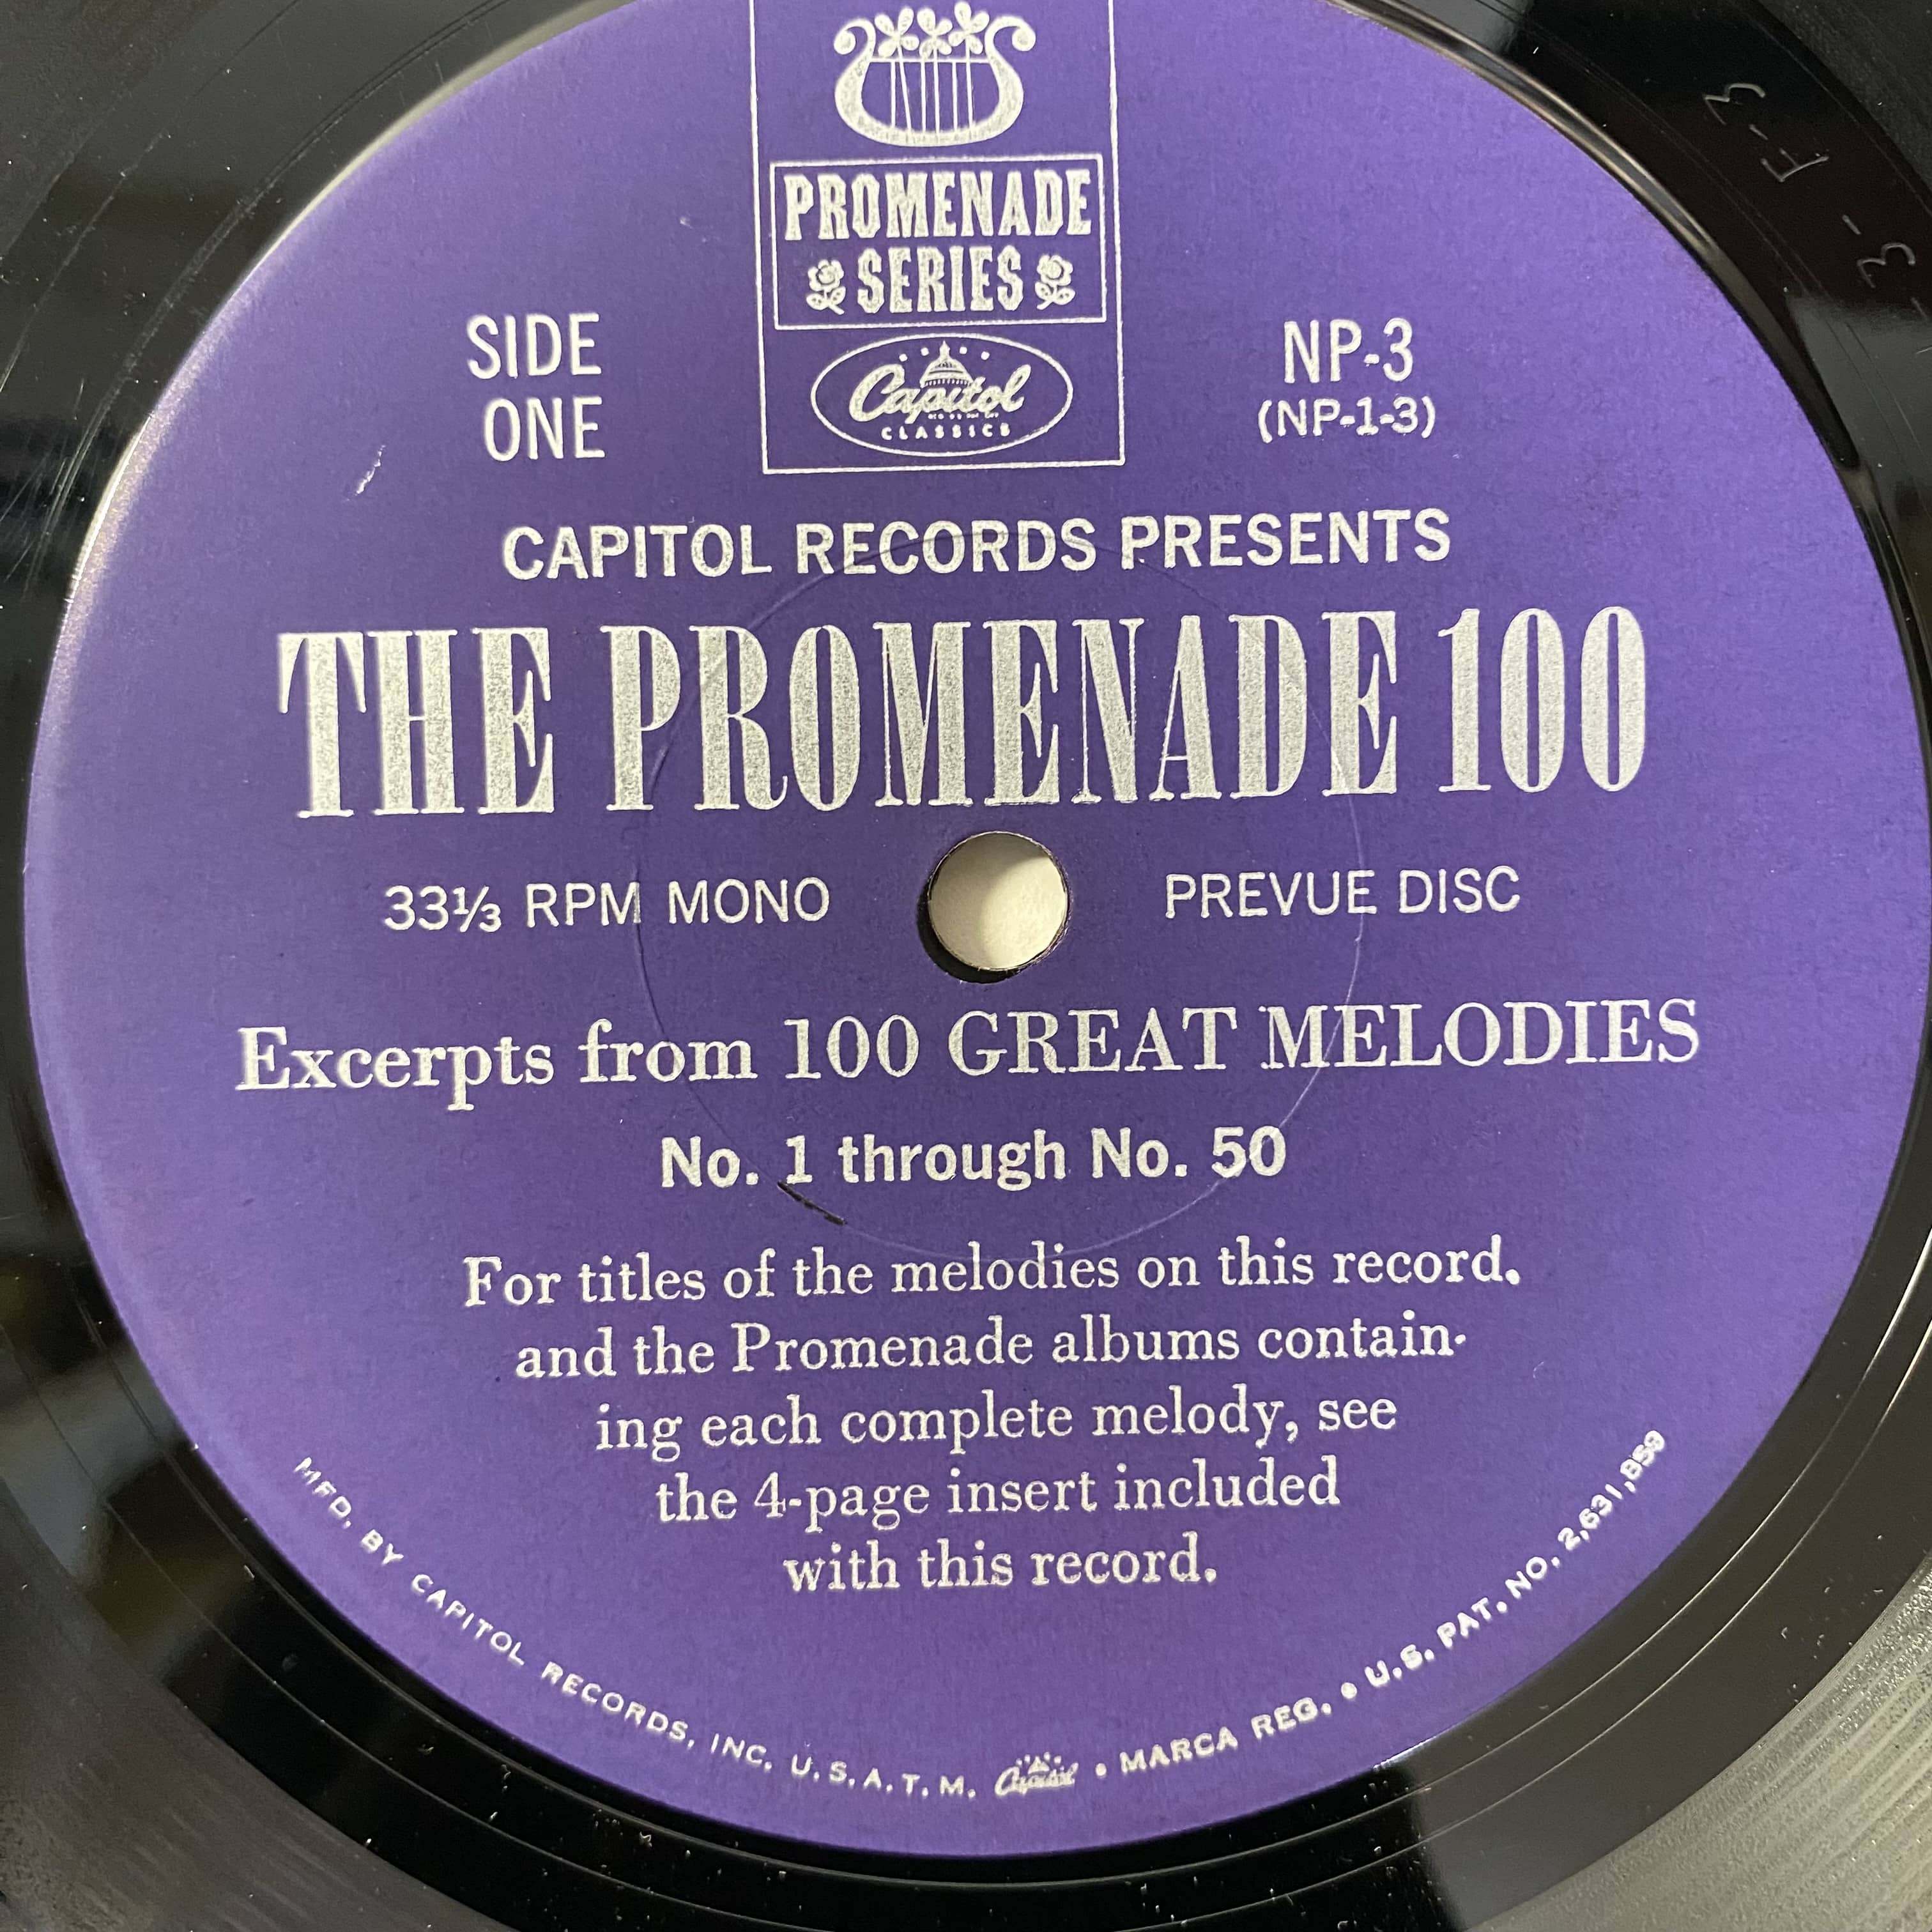 PROMENADE
SERIES
Capitol
CLASSICS
SIDE
ONE
NP-3
(NP-1-3)
CAPITOL RECORDS PRESENTS
THE PROMENADE 100
33⅓ RPM MONO
PREVUE DISC
Excerpts from 100 GREAT MELODIES
No. 1 through No. 50
For titles of the melodies on this record,
and the Promenade albums contain-
ing each complete melody, see
the 4-page insert included
with this record.
MFD. BY CAPITOL RECORDS, INC. U.S.A. T.M. Capitol • MARCA REG. • U.S. PAT. NO. 2,631,859